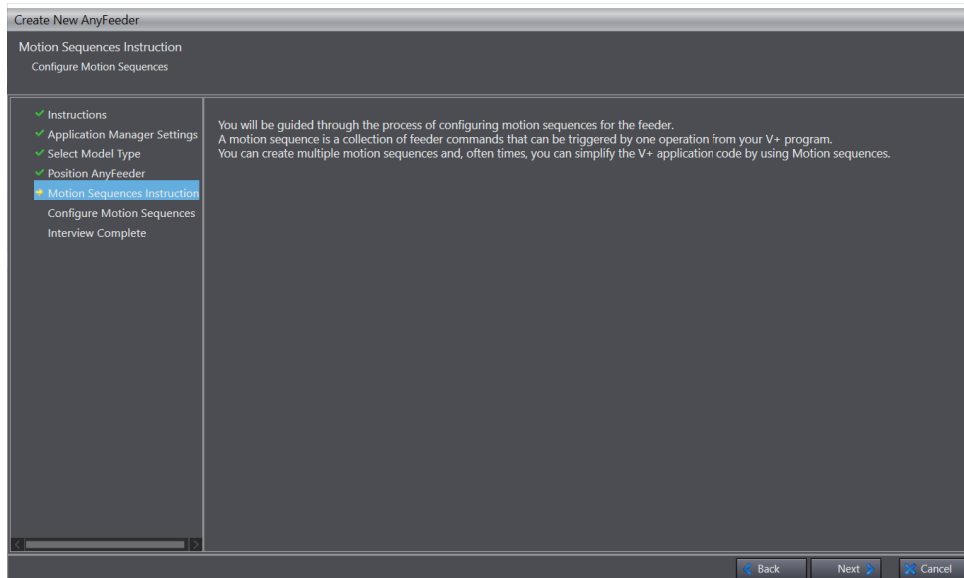 Create New AnyFeeder
Motion Sequences Instruction
Configure Motion Sequences
Instructions
Application Manager Settings
Select Model Type
Position AnyFeeder
Motion Sequences Instruction
Configure Motion Sequences
Interview Complete
You will be guided through the process of configuring motion sequences for the feeder.
A motion sequence is a collection of feeder commands that can be triggered by one operation from your V+ program.
You can create multiple motion sequences and, often times, you can simplify the V+ application code by using Motion sequences.
Back Next Cancel